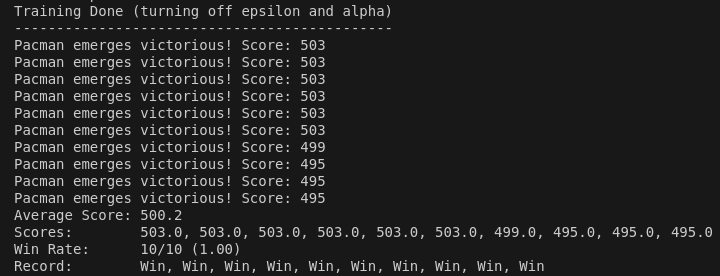 Training Done (turning off epsilon and alpha)
---------------------------------------------
Pacman emerges victorious! Score: 503
Pacman emerges victorious! Score: 503
Pacman emerges victorious! Score: 503
Pacman emerges victorious! Score: 503
Pacman emerges victorious! Score: 503
Pacman emerges victorious! Score: 503
Pacman emerges victorious! Score: 499
Pacman emerges victorious! Score: 495
Pacman emerges victorious! Score: 495
Pacman emerges victorious! Score: 495
Average Score: 500.2
Scores:        503.0, 503.0, 503.0, 503.0, 503.0, 503.0, 499.0, 495.0, 495.0, 495.0
Win Rate:      10/10 (1.00)
Record:        Win, Win, Win, Win, Win, Win, Win, Win, Win, Win